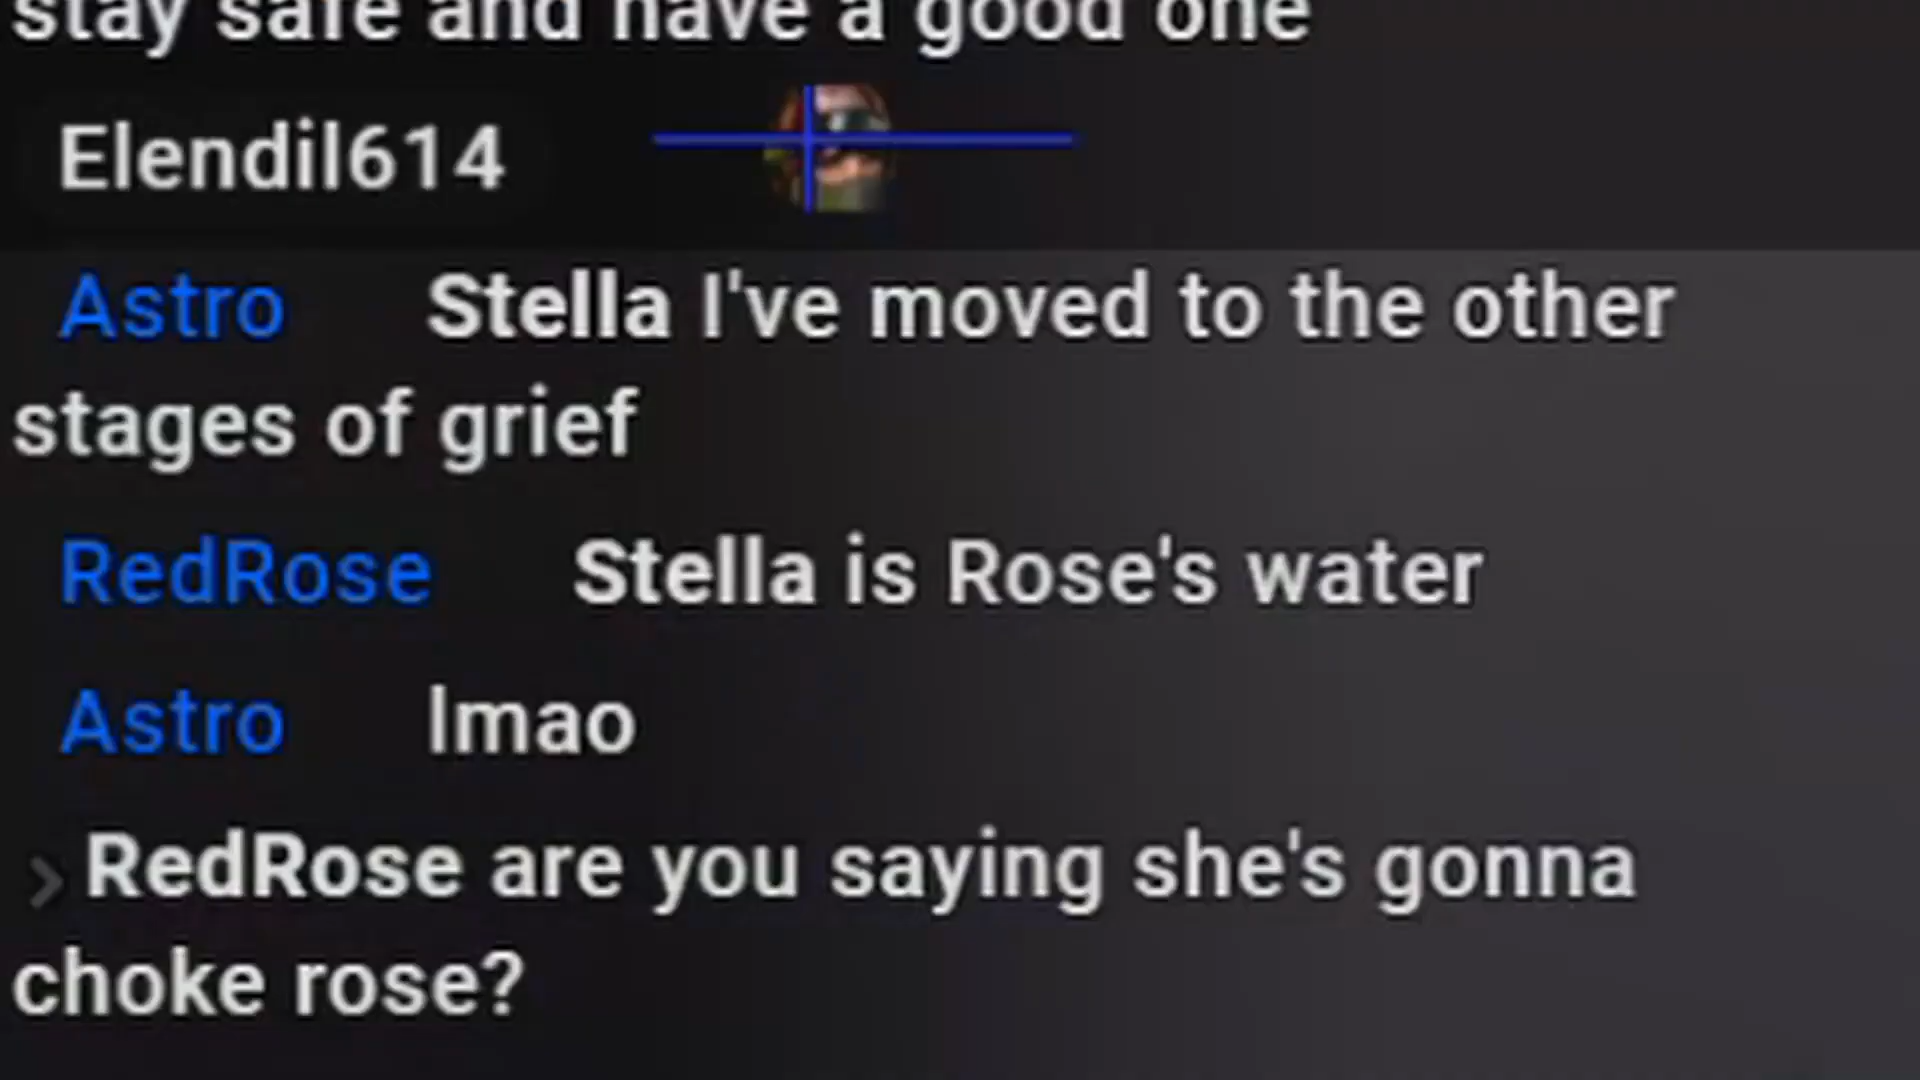 stay safe and have a good one
Elendil614
Astro Stella I've moved to the other
stages of grief
RedRose Stella is Rose's water
Astro lmao
> RedRose are you saying she's gonna
choke rose?